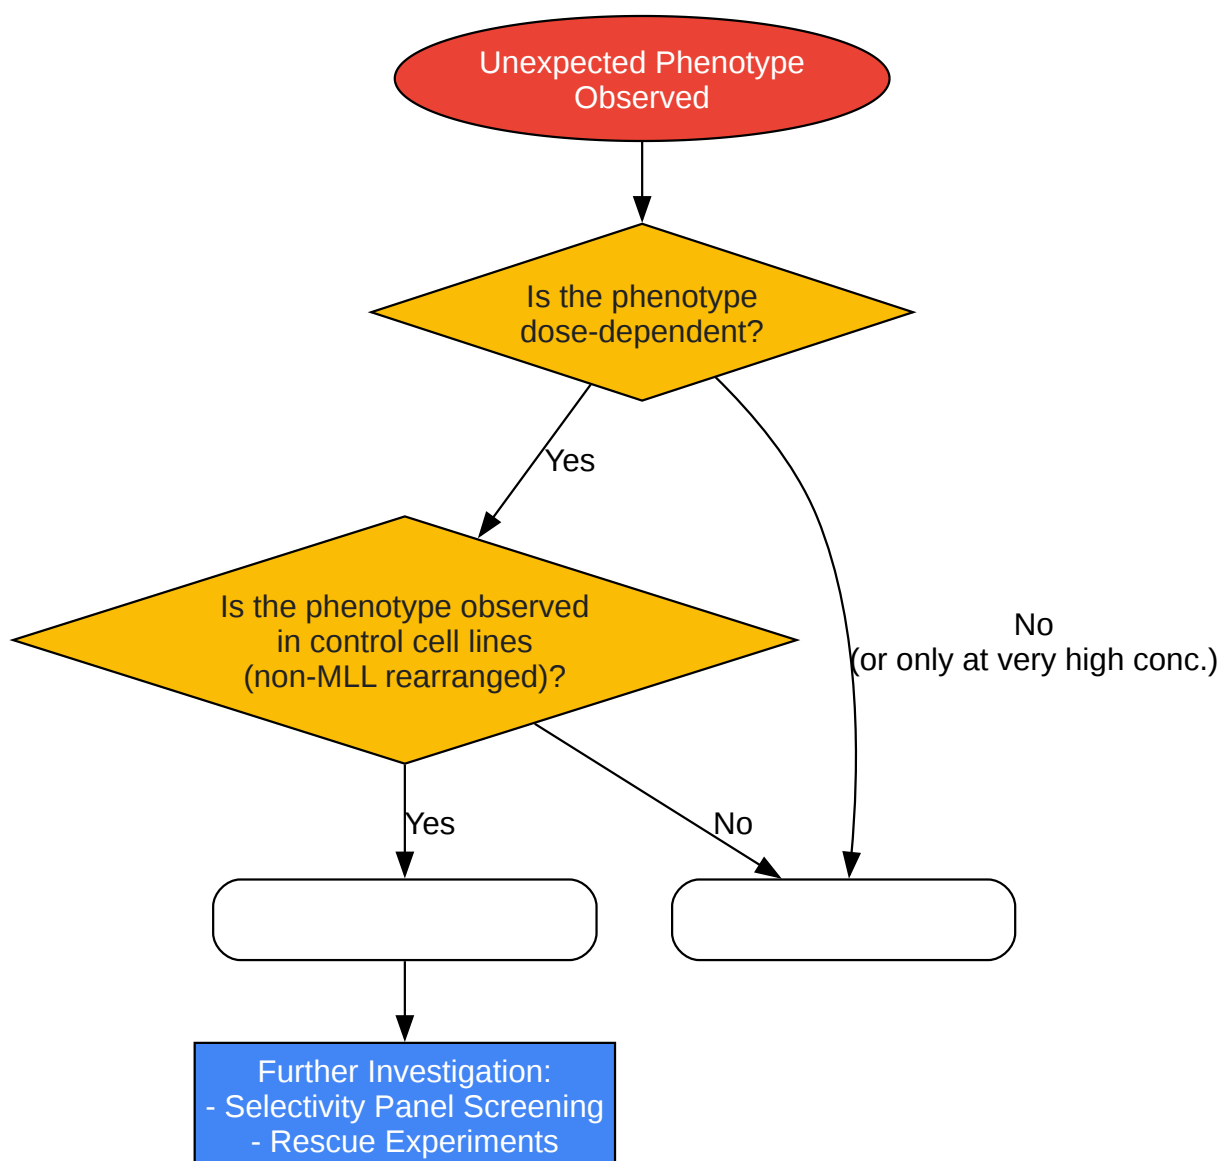 Unexpected Phenotype
Observed
Is the phenotype
dose-dependent?
Yes
Is the phenotype observed
in control cell lines
(non-MLL rearranged)?
No
(or only at very high conc.)
Yes
No
Further Investigation:
- Selectivity Panel Screening
- Rescue Experiments